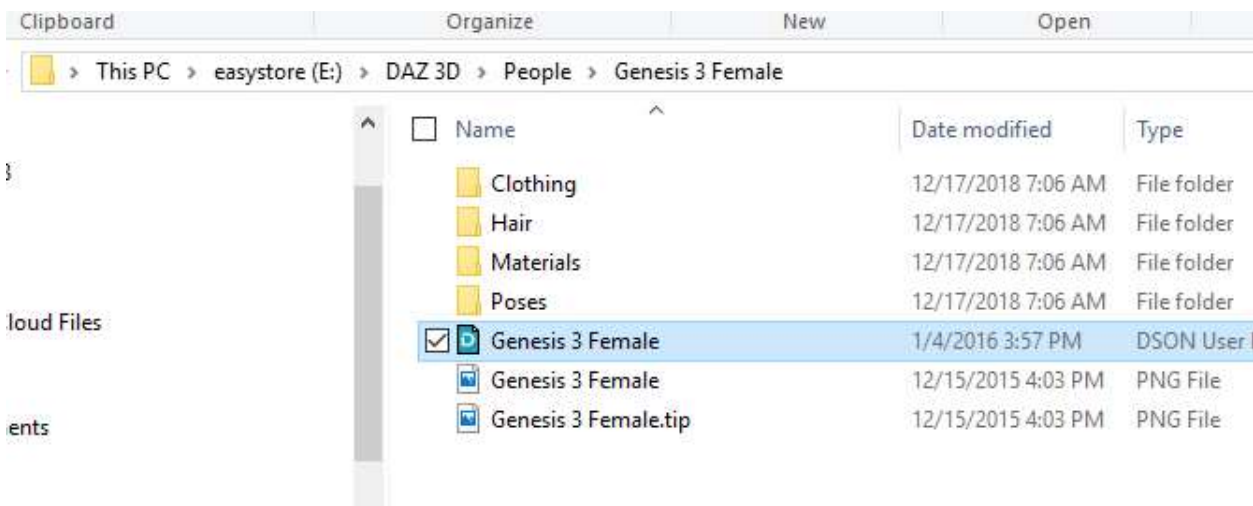 Clipboard Organize New Open
This PC > easystore (E:) > DAZ 3D > People > Genesis 3 Female
Name Date modified Type
Clothing 12/17/2018 7:06 AM File folder
Hair 12/17/2018 7:06 AM File folder
Materials 12/17/2018 7:06 AM File folder
Poses 12/17/2018 7:06 AM File folder
loud Files
Genesis 3 Female 1/4/2016 3:57 PM DSON User
Genesis 3 Female 12/15/2015 4:03 PM PNG File
Genesis 3 Female.tip 12/15/2015 4:03 PM PNG File
ents